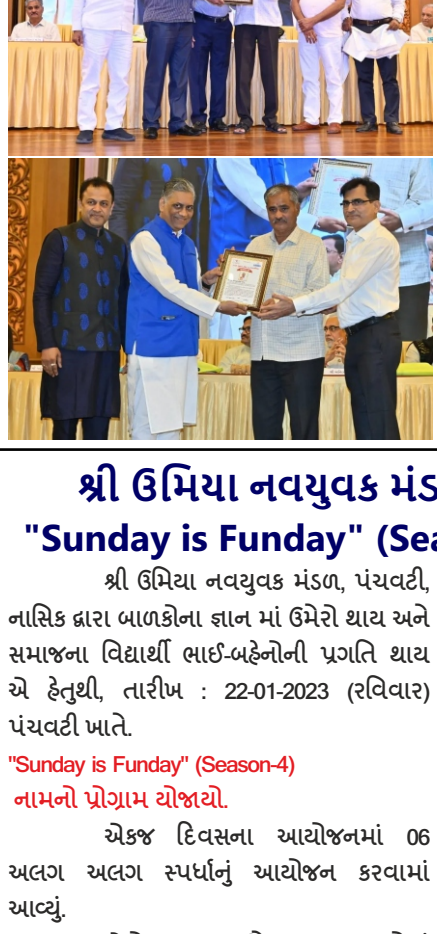 શ્રી ઉમિયા નવયુવક
"Sunday is Funday"
શ્રી ઉમિયા નવયુવક મંડળ, પંચવટી,
નાસિક દ્વારા બાળકોના જ્ઞાન માં ઉમેરો થાય અને
સમાજના વિદ્યાર્થી ભાઈ-બહેનોની પ્રગતિ થાય
એ હેતુથી, તારીખ : 22-01-2023 (રવિવાર)
પંચવટી ખાતે.
"Sunday is Funday" (Season-4)
નામનો પ્રોગ્રામ યોજાયો.
એકજ દિવસના આયોજનમાં 06
અલગ અલગ સ્પર્ધાનું આયોજન કરવામાં
આવ્યું.